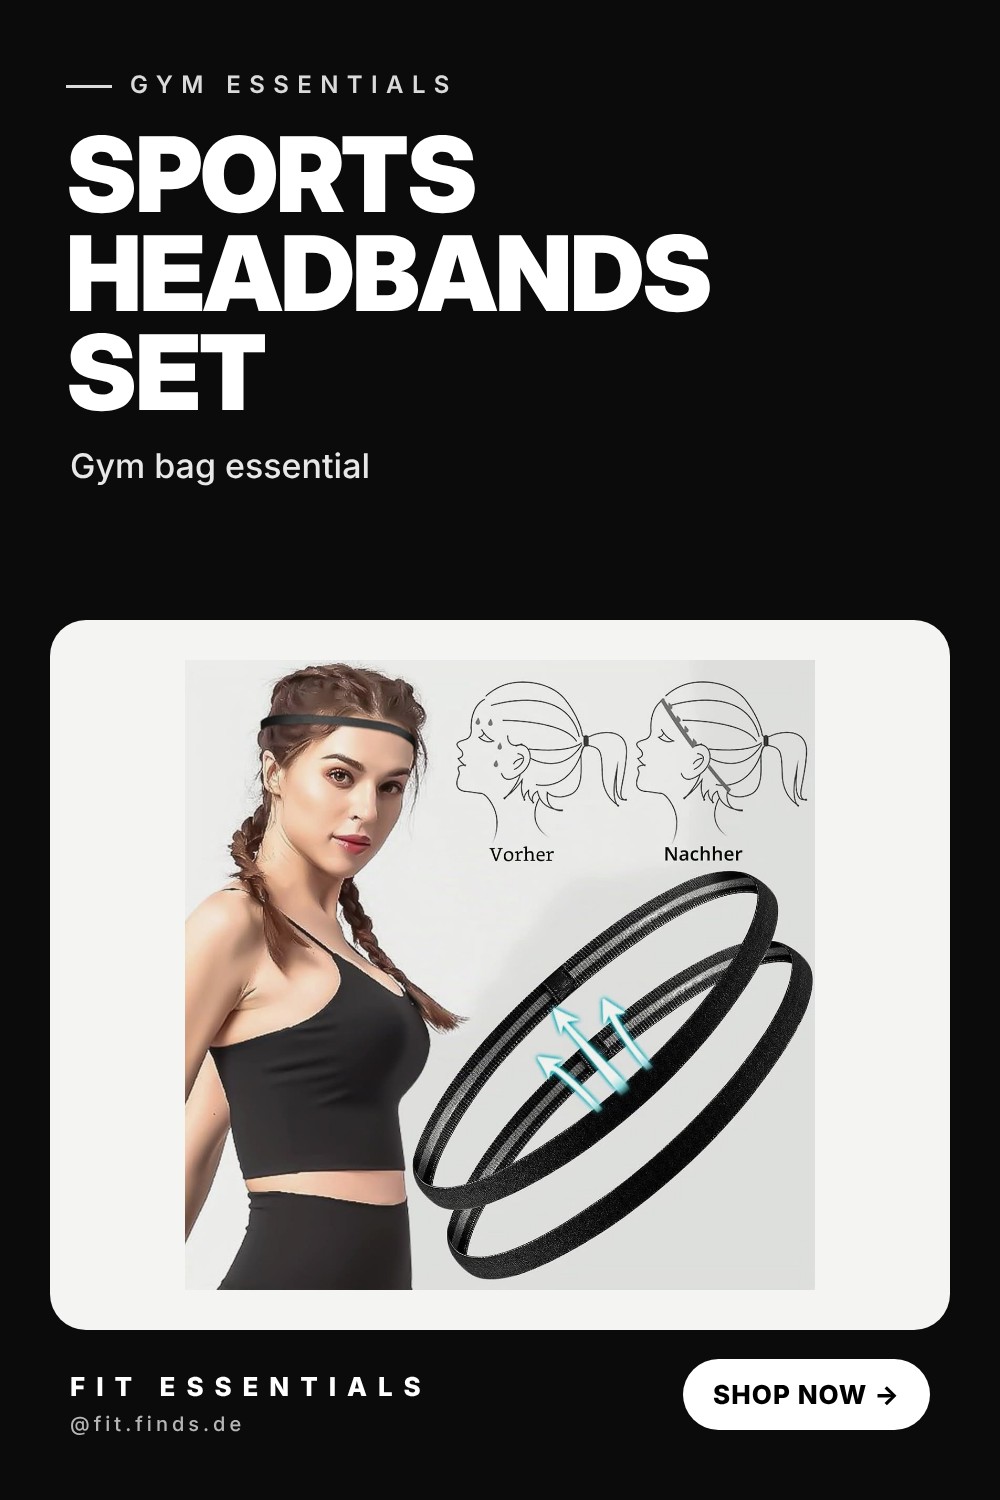 GYM ESSENTIALS
SPORTS
HEADBANDS
SET
Gym bag essential
Vorher
Nachher
FIT ESSENTIALS
@fit.finds.de
SHOP NOW →